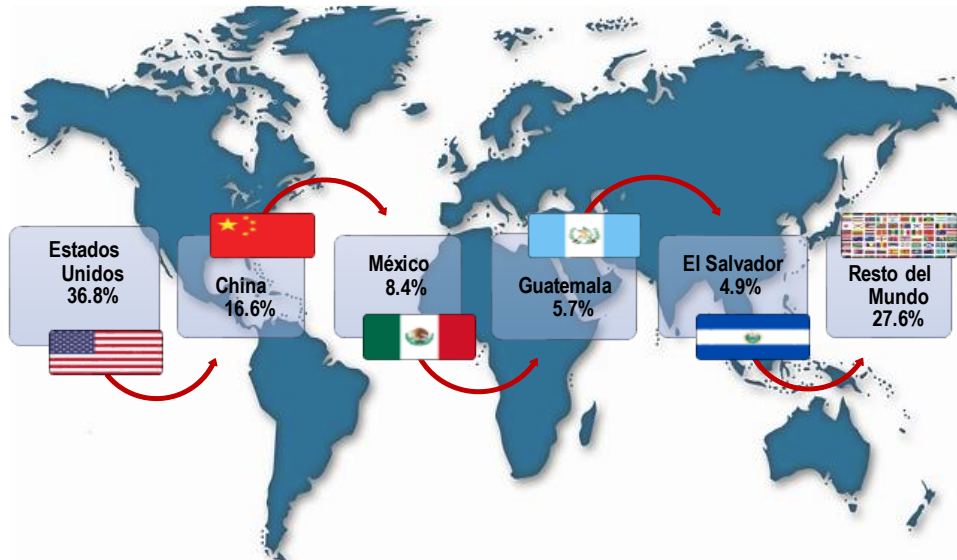 Estados
Unidos
36.8%
China
16.6%
México
8.4%
Guatemala
5.7%
El Salvador
4.9%
Resto del
Mundo
27.6%